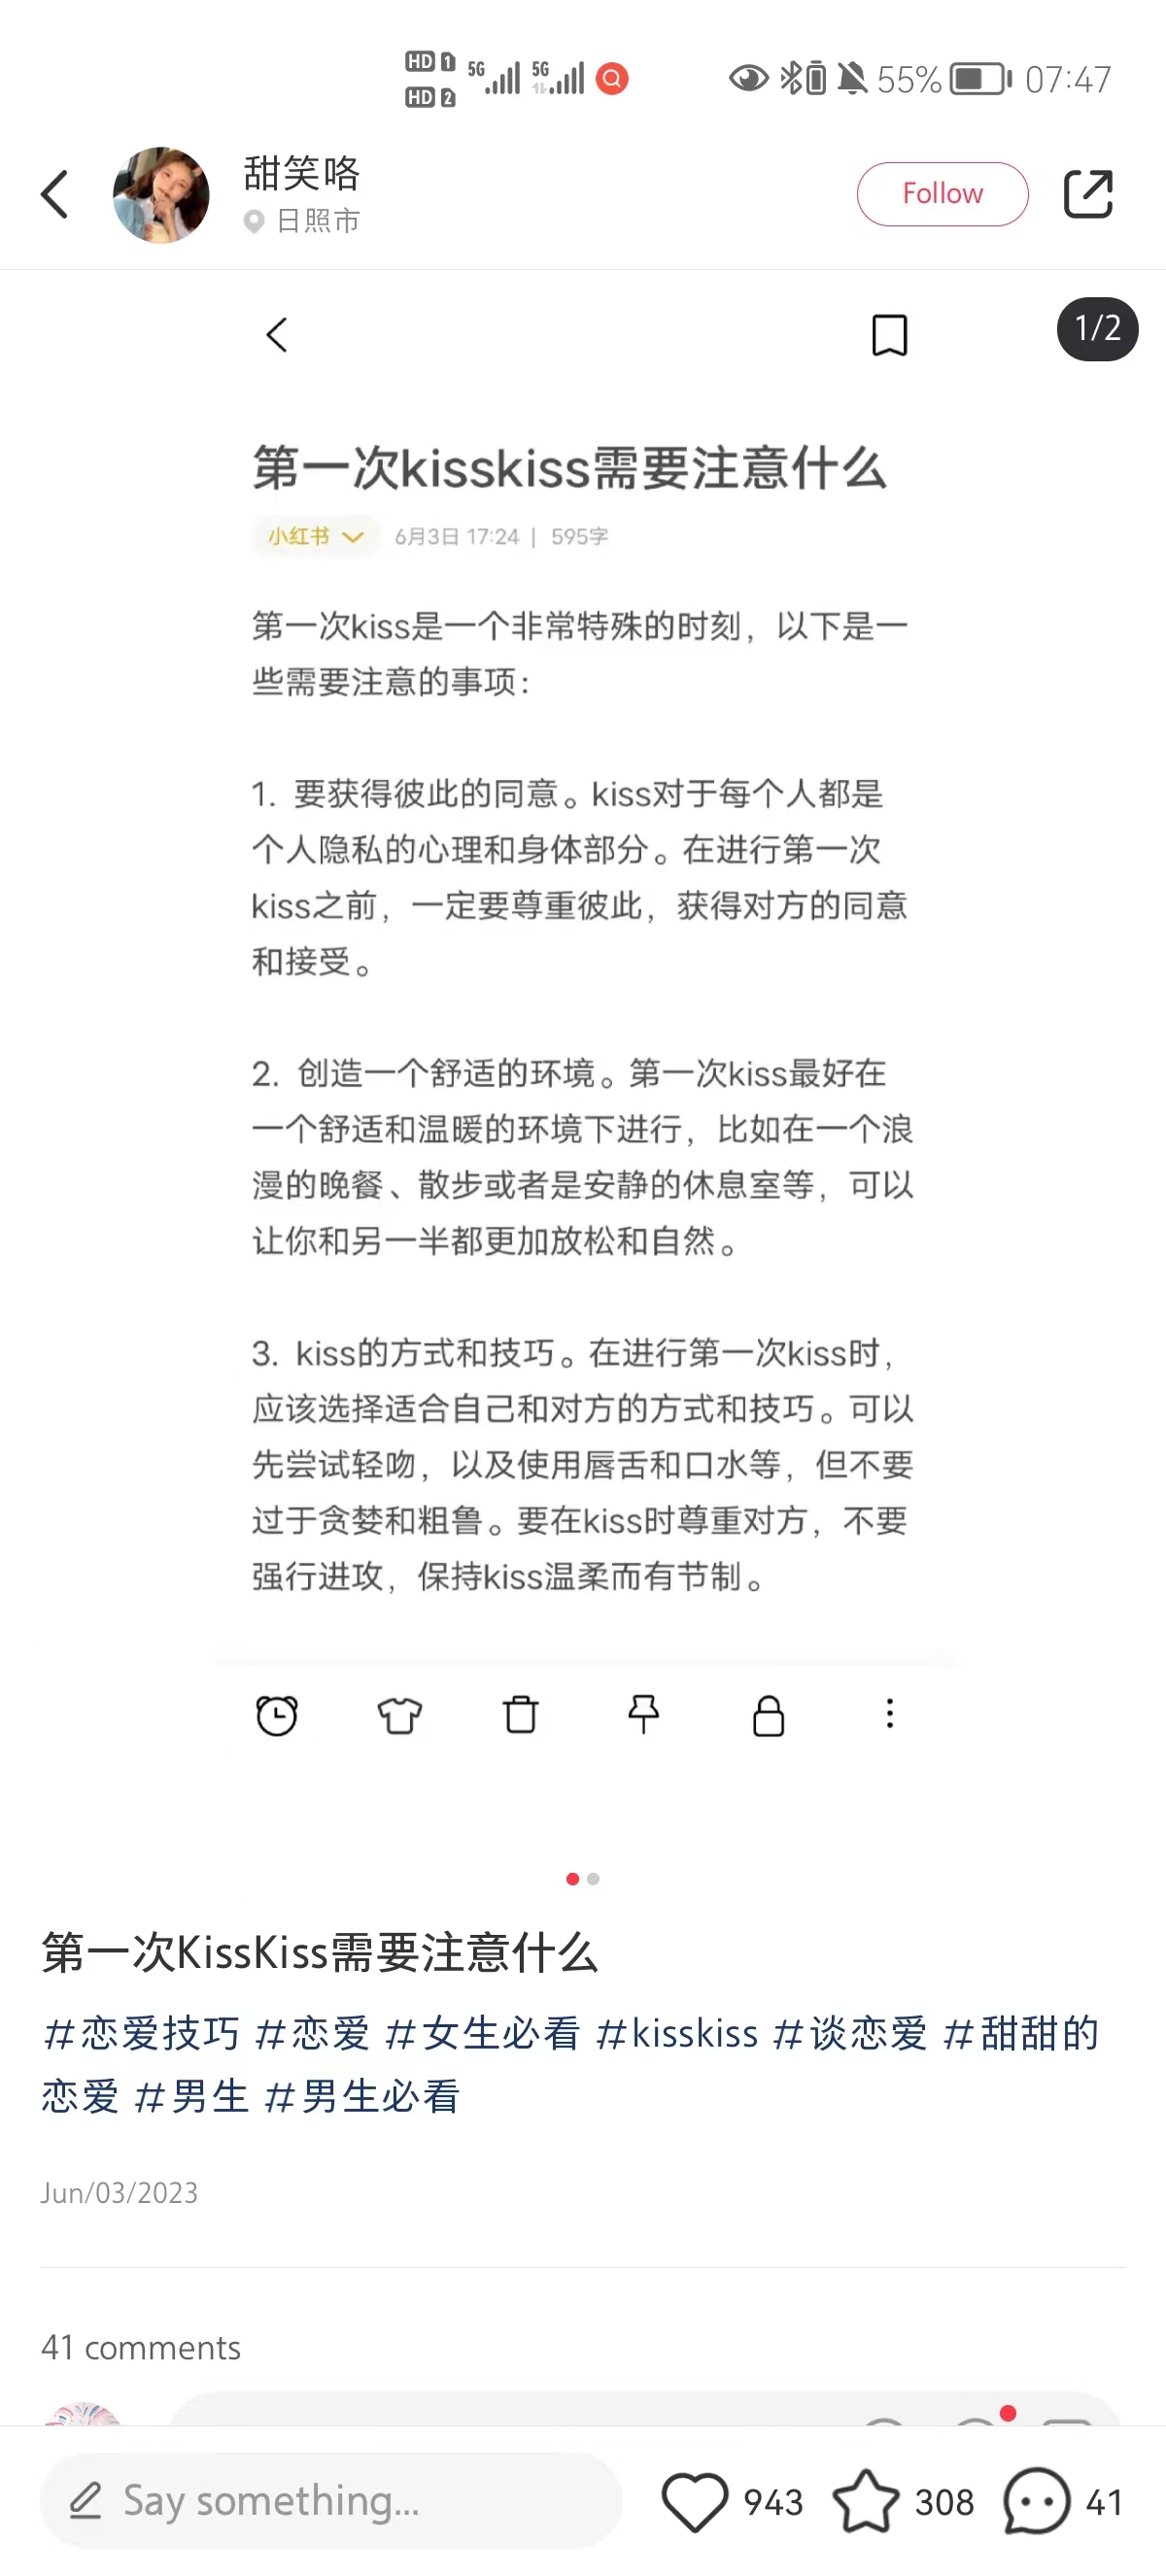 HD 1 5G 5G 55% 07:47
HD 2
甜笑咯
日照市
Follow
1/2
第一次kisskiss需要注意什么
小红书 6月3日 17:24 | 595字
第一次kiss是一个非常特殊的时刻，以下是一
些需要注意的事项：
1. 要获得彼此的同意。kiss对于每个人都是
个人隐私的心理和身体部分。在进行第一次
kiss之前，一定要尊重彼此，获得对方的同意
和接受。
2. 创造一个舒适的环境。第一次kiss最好在
一个舒适和温暖的环境下进行，比如在一个浪
漫的晚餐、散步或者是安静的休息室等，可以
让你和另一半都更加放松和自然。
3. kiss的方式和技巧。在进行第一次kiss时，
应该选择适合自己和对方的方式和技巧。可以
先尝试轻吻，以及使用唇舌和口水等，但不要
过于贪婪和粗鲁。要在kiss时尊重对方，不要
强行进攻，保持kiss温柔而有节制。
第一次KissKiss需要注意什么
#恋爱技巧 #恋爱 #女生必看 #kisskiss #谈恋爱 #甜甜的
恋爱 #男生 #男生必看
Jun/03/2023
41 comments
Say something... 943 308 41